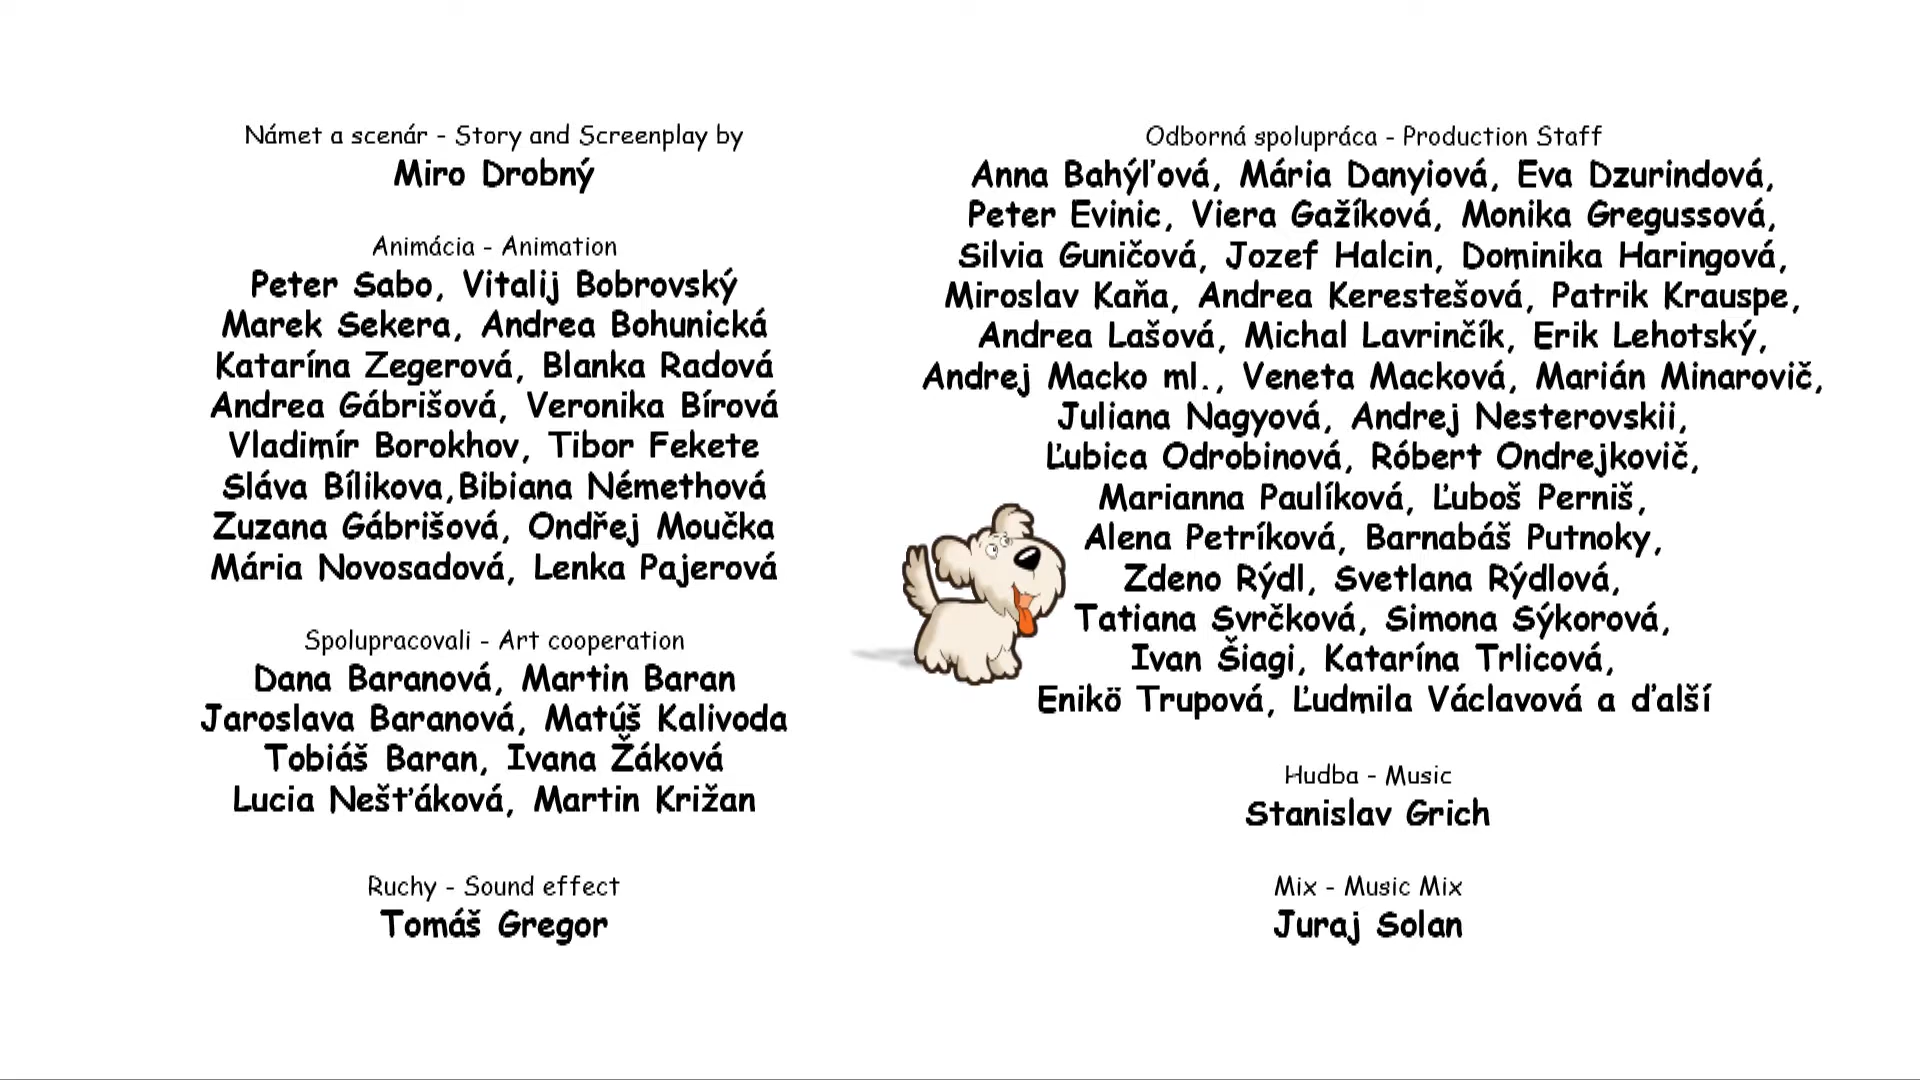 Námet a scenár - Story and Screenplay by
Miro Drobný
Animácia - Animation
Peter Sabo, Vitalij Bobrovský
Marek Sekera, Andrea Bohunická
Katarína Zegerová, Blanka Radová
Andrea Gábrišová, Veronika Bírová
Vladimír Borokhov, Tibor Fekete
Sláva Bílikova,Bibiana Némethová
Zuzana Gábrišová, Ondřej Moučka
Mária Novosadová, Lenka Pajerová
Spolupracovali - Art cooperation
Dana Baranová, Martin Baran
Jaroslava Baranová, Matúš Kalivoda
Tobiáš Baran, Ivana Žáková
Lucia Nešťáková, Martin Križan
Ruchy - Sound effect
Tomáš Gregor
Odborná spolupráca - Production Staff
Anna Bahýľová, Mária Danyiová, Eva Dzurindová,
Peter Evinic, Viera Gažíková, Monika Gregussová,
Silvia Guničová, Jozef Halcin, Dominika Haringová,
Miroslav Kaňa, Andrea Kerestešová, Patrik Krauspe,
Andrea Lašová, Michal Lavrinčík, Erik Lehotský,
Andrej Macko ml., Veneta Macková, Marián Minarovič,
Juliana Nagyová, Andrej Nesterovskii,
Ľubica Odrobinová, Róbert Ondrejkovič,
Marianna Paulíková, Ľuboš Perniš,
Alena Petríková, Barnabáš Putnoky,
Zdeno Rýdl, Svetlana Rýdlová,
Tatiana Svrčková, Simona Sýkorová,
Ivan Šiagi, Katarína Trlicová,
Enikö Trupová, Ľudmila Václavová a ďalší
Hudba - Music
Stanislav Grich
Mix - Music Mix
Juraj Solan